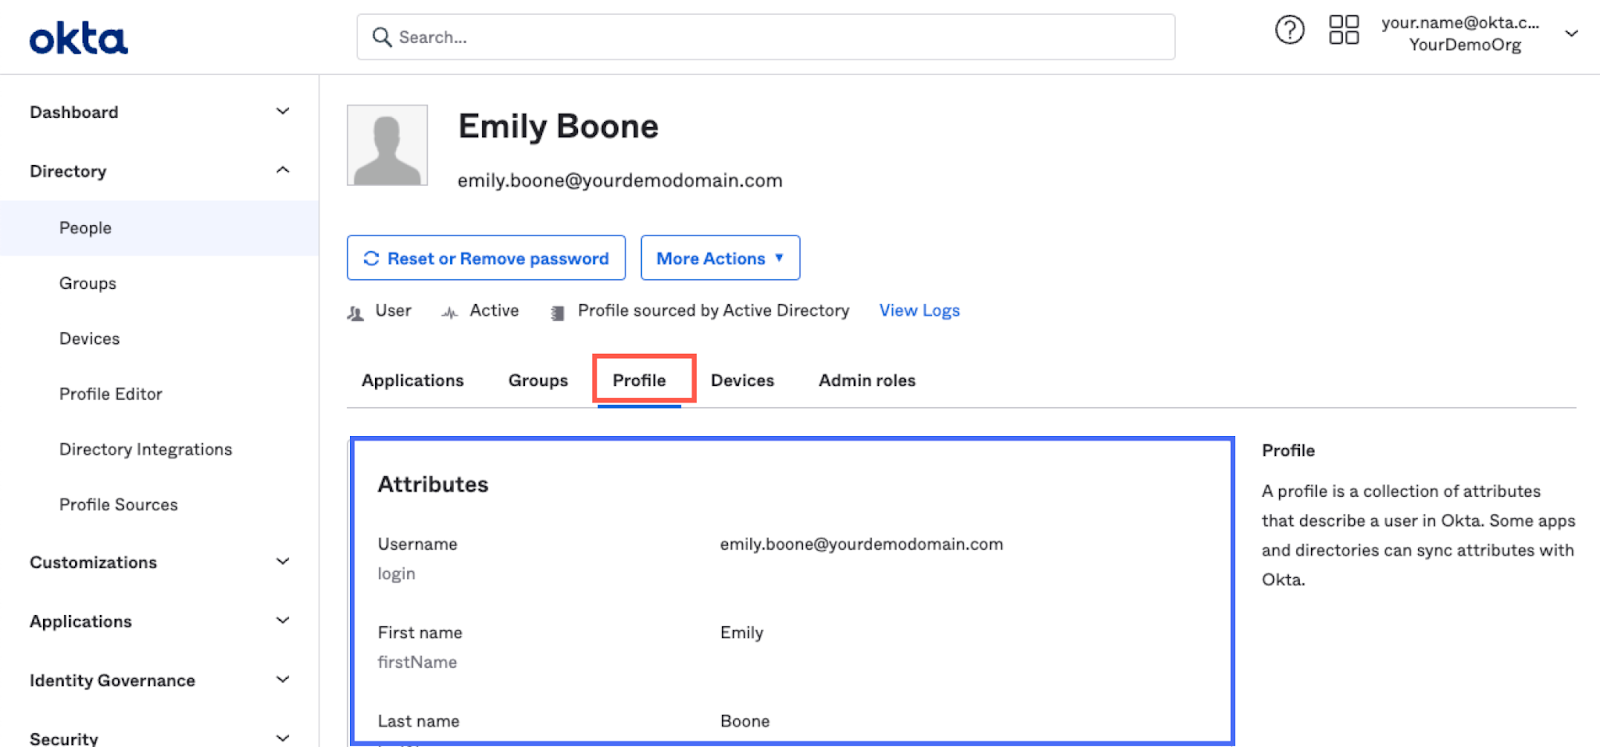 okta
Search...
your.name@okta.c...
YourDemoOrg
Dashboard
Directory
People
Groups
Devices
Profile Editor
Directory Integrations
Profile Sources
Customizations
Applications
Identity Governance
Security
Emily Boone
emily.boone@yourdemodomain.com
Reset or Remove password
More Actions
User
Active
Profile sourced by Active Directory
View Logs
Applications
Groups
Profile
Devices
Admin roles
Attributes
Username
emily.boone@yourdemodomain.com
login
First name
Emily
firstName
Last name
Boone
Profile
A profile is a collection of attributes
that describe a user in Okta. Some apps
and directories can sync attributes with
Okta.